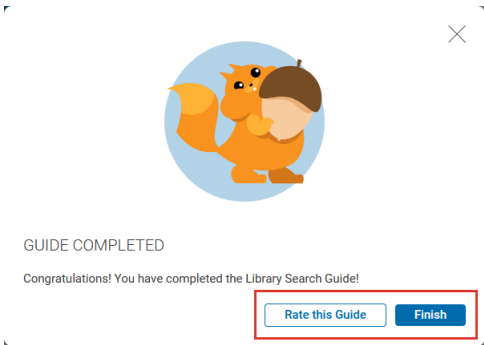 GUIDE COMPLETED
Congratulations! You have completed the Library Search Guide!
Rate this Guide
Finish